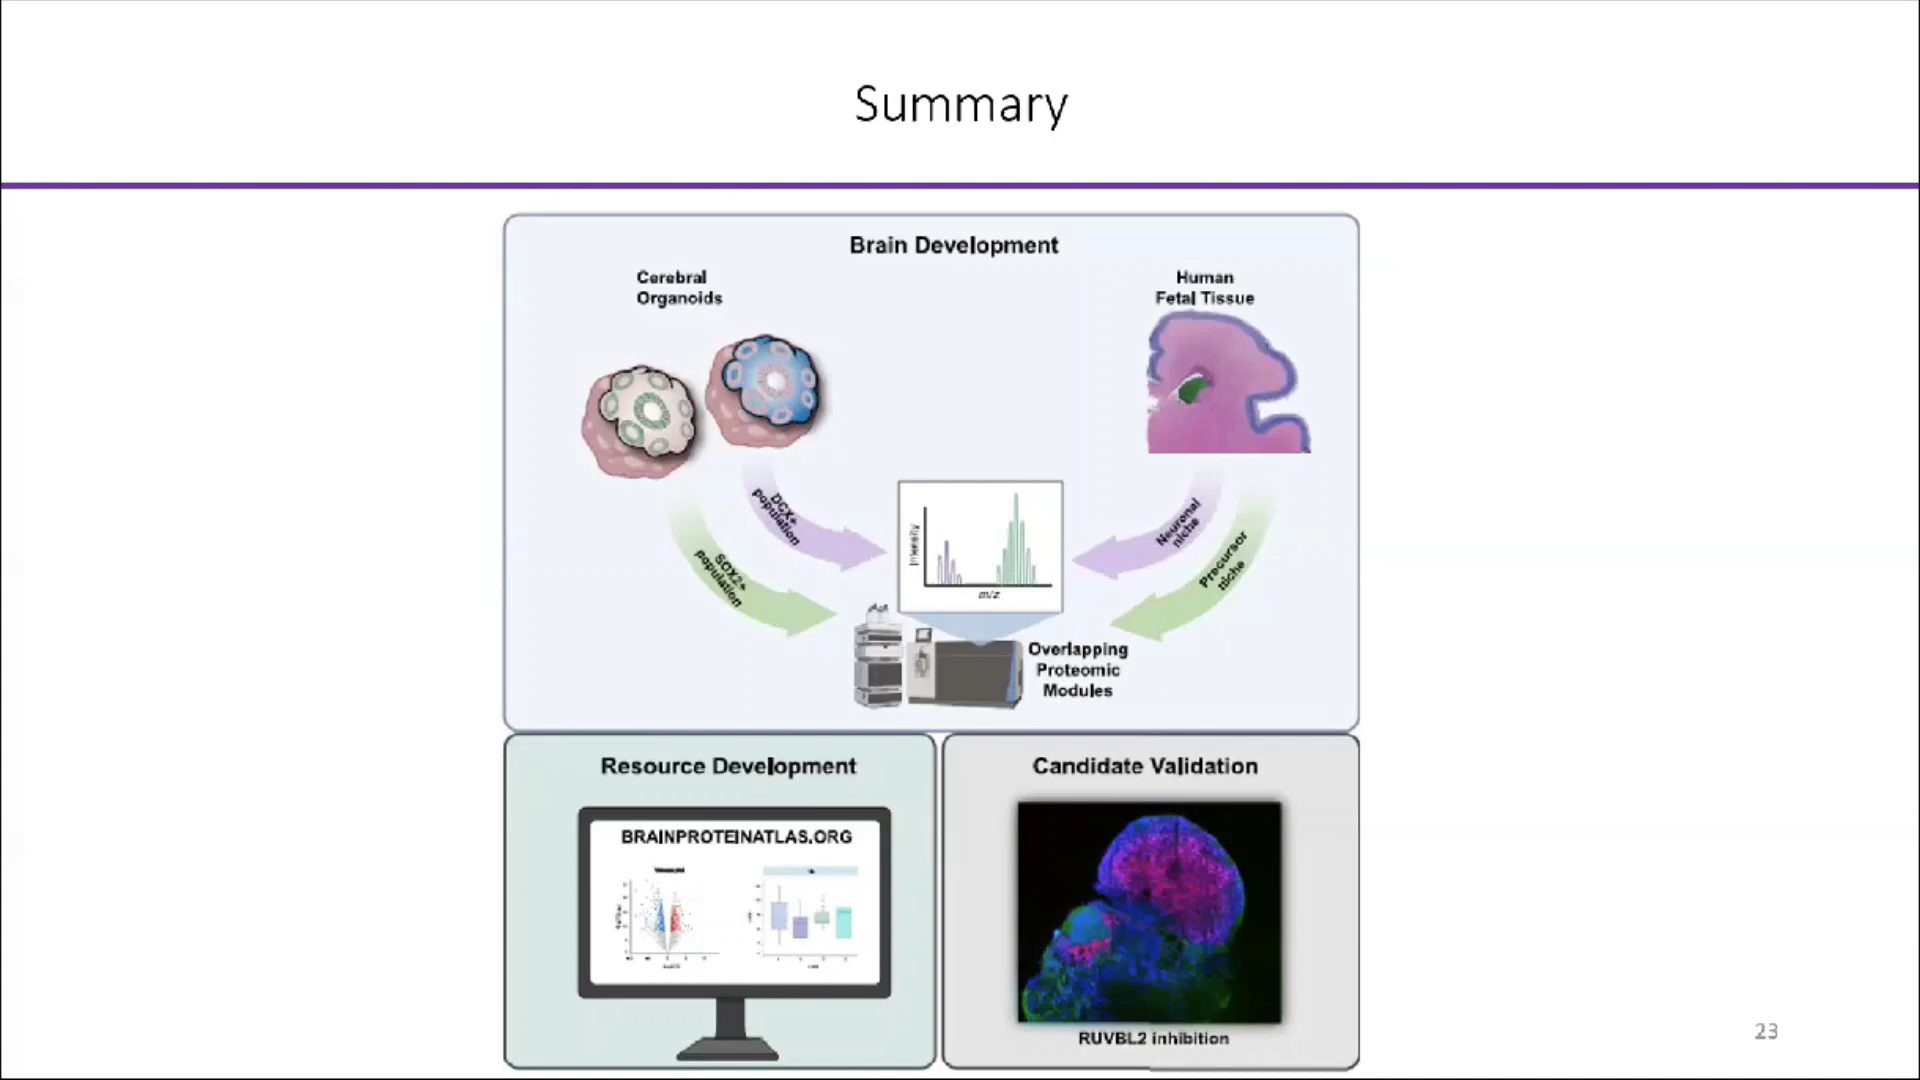 Summary
Brain Development
Cerebral
Organoids
Human
Fetal Tissue
DCX+
population
SOX2+
population
Neuronal
niche
Precursor
niche
Intensity
m/z
Overlapping
Proteomic
Modules
Resource Development
BRAINPROTEINATLAS.ORG
Candidate Validation
RUVBL2 inhibition
23